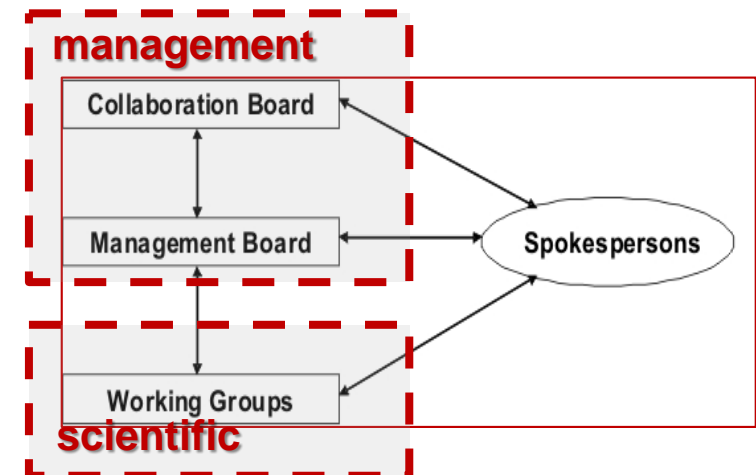 management
Collaboration Board
Management Board
Spokespersons
Working Groups
scientific